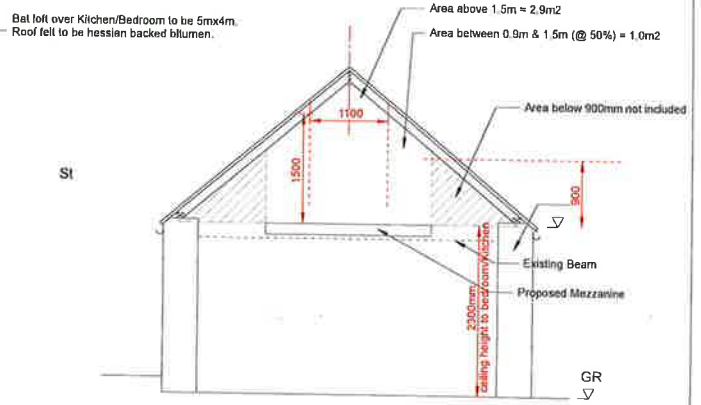 Bat loft over Kitchen/Bedroom to be 5mx4m.
Roof felt to be hessian backed bitumen.
Area above 1.5m = 2.9m2
Area between 0.9m & 1.5m (@ 50%) = 1.0m2
Area below 900mm not included
1100
1500
900
St
Existing Beam
Proposed Mezzanine
2300mm
ceiling height to bedroom/kitchen
GR